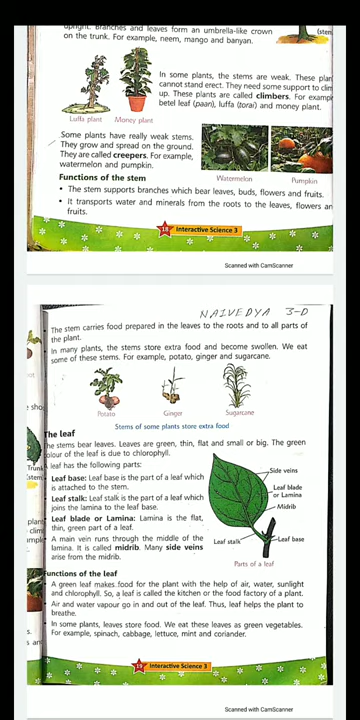 upright. Branches and leaves form an umbrella-like crown
on the trunk. For example, neem, mango and banyan.
(sten
In some plants, the stems are weak. These plan
cannot stand erect. They need support to clim
up. These plants are called climbers. For exampl
betel leaf (paan), luffa (torai) and money plant.
Luffa plant Money plant
Some plants have really weak stems.
They grow and spread on the ground.
They are called creepers. For example,
watermelon and pumpkin.
Watermelon Pumpkin
Functions of the stem
• The stem supports branches which bear leaves, buds, flowers and fruits.
• It transports water and minerals from the roots to the leaves, flowers an
fruits.
18 Interactive Science 3
Scanned with CamScanner
NAIVEDYA 3-D
• The stem carries food prepared in the leaves to the roots and to all parts of
the plant.
• In many plants, the stems store extra food and become swollen. We eat
some of these stems. For example, potato, ginger and sugarcane.
Potato Ginger Sugarcane
Stems of some plants store extra food
The leaf
The stems bear leaves. Leaves are green, thin, flat and small or big. The green
colour of the leaf is due to chlorophyll.
A leaf has the following parts:
• Leaf base: Leaf base is the part of a leaf which
is attached to the stem.
• Leaf stalk: Leaf stalk is the part of a leaf which
joins the lamina to the leaf base.
• Leaf blade or Lamina: Lamina is the flat,
thin, green part of a leaf.
• A main vein runs through the middle of the
lamina. It is called midrib. Many side veins
arise from the midrib.
Side veins
Leaf blade
or Lamina
Midrib
Leaf stalk
Leaf base
Parts of a leaf
Functions of the leaf
• A green leaf makes food for the plant with the help of air, water, sunlight
and chlorophyll. So, a leaf is called the kitchen or the food factory of a plant.
• Air and water vapour go in and out of the leaf. Thus, leaf helps the plant to
breathe.
• In some plants, leaves store food. We eat these leaves as green vegetables.
For example, spinach, cabbage, lettuce, mint and coriander.
19 Interactive Science 3
Scanned with CamScanner